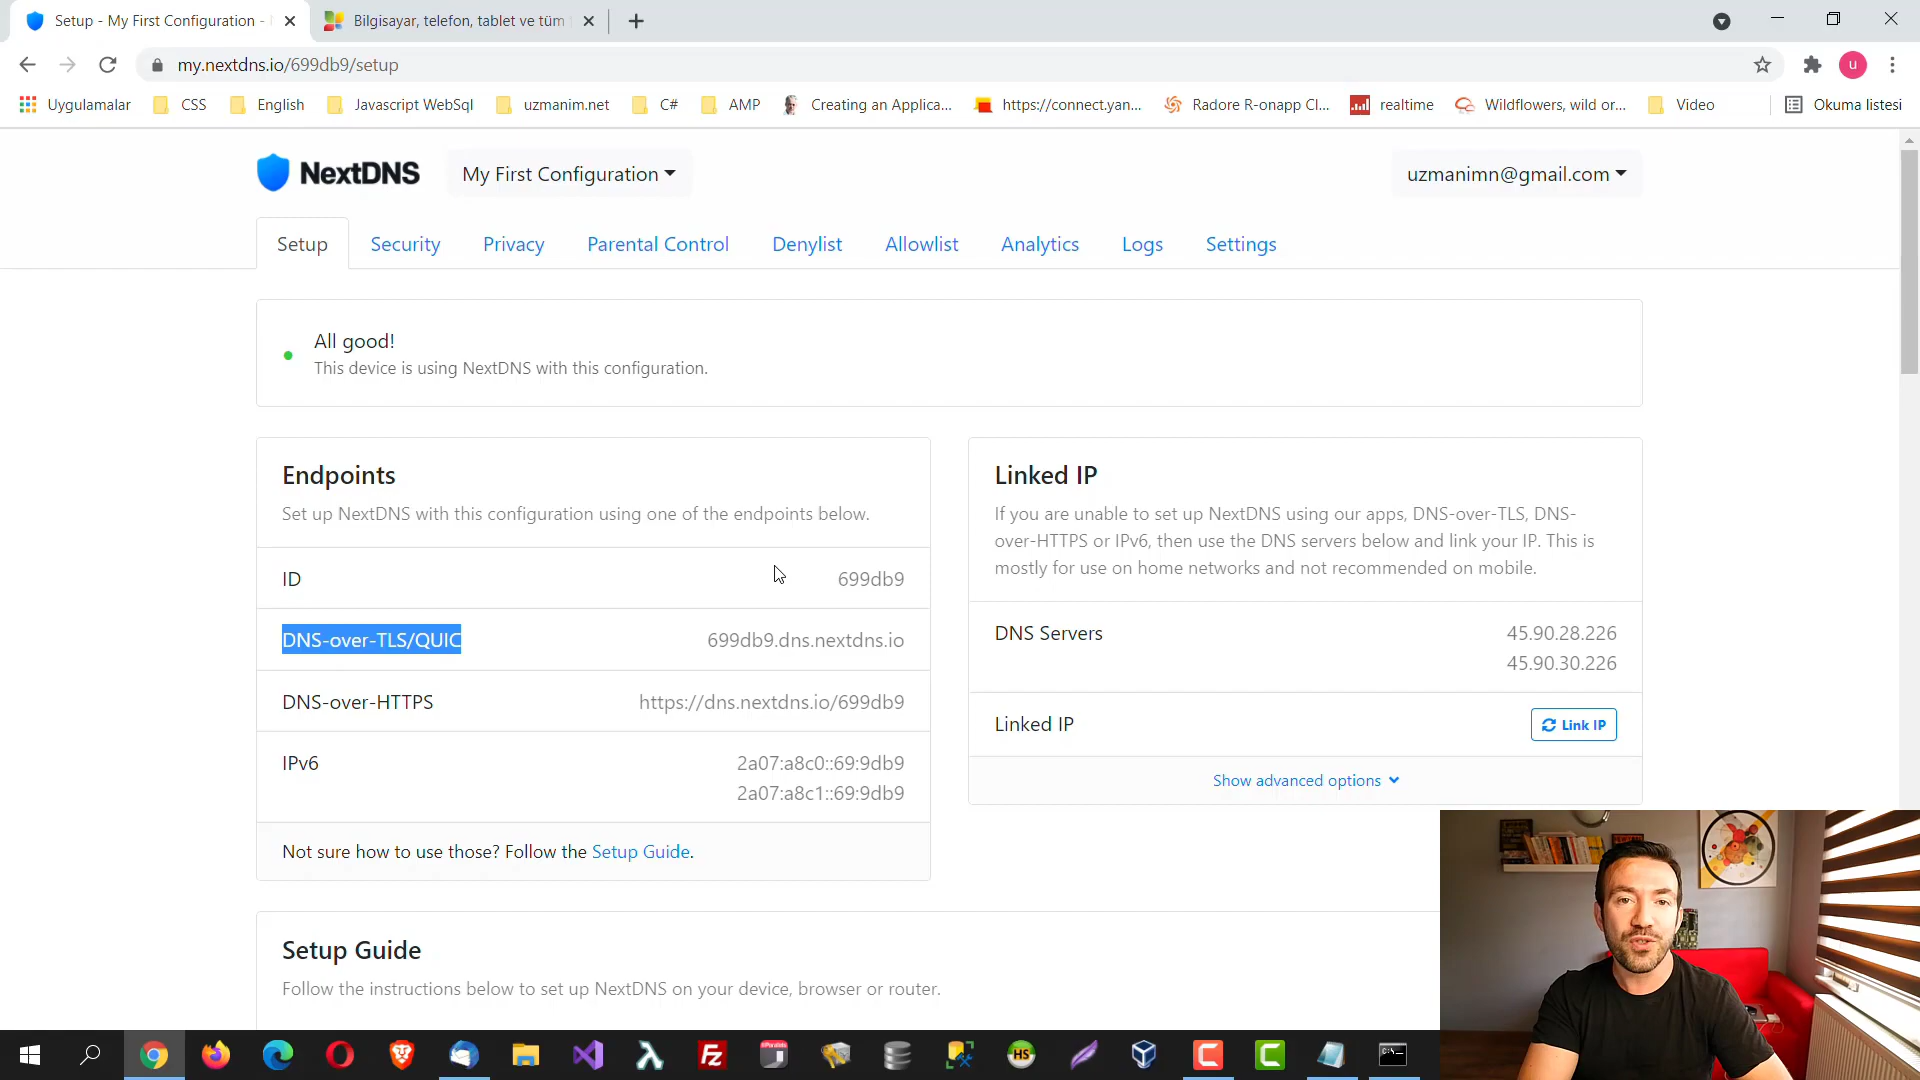 Setup - My First Configuration -
Bilgisayar, telefon, tablet ve tüm
my.nextdns.io/699db9/setup
u
Uygulamalar
CSS
English
Javascript WebSql
uzmanim.net
C#
AMP
Creating an Applica...
https://connect.yan...
Radore R-onapp Cl...
realtime
Wildflowers, wild or...
Video
Okuma listesi
NextDNS
My First Configuration
uzmanimn@gmail.com
Setup
Security
Privacy
Parental Control
Denylist
Allowlist
Analytics
Logs
Settings
All good!
This device is using NextDNS with this configuration.
Endpoints
Set up NextDNS with this configuration using one of the endpoints below.
ID
699db9
DNS-over-TLS/QUIC
699db9.dns.nextdns.io
DNS-over-HTTPS
https://dns.nextdns.io/699db9
IPv6
2a07:a8c0::69:9db9
2a07:a8c1::69:9db9
Not sure how to use those? Follow the Setup Guide.
Linked IP
If you are unable to set up NextDNS using our apps, DNS-over-TLS, DNS-
over-HTTPS or IPv6, then use the DNS servers below and link your IP. This is
mostly for use on home networks and not recommended on mobile.
DNS Servers
45.90.28.226
45.90.30.226
Linked IP
Link IP
Show advanced options
Setup Guide
Follow the instructions below to set up NextDNS on your device, browser or router.
FZ
HS
C:\_